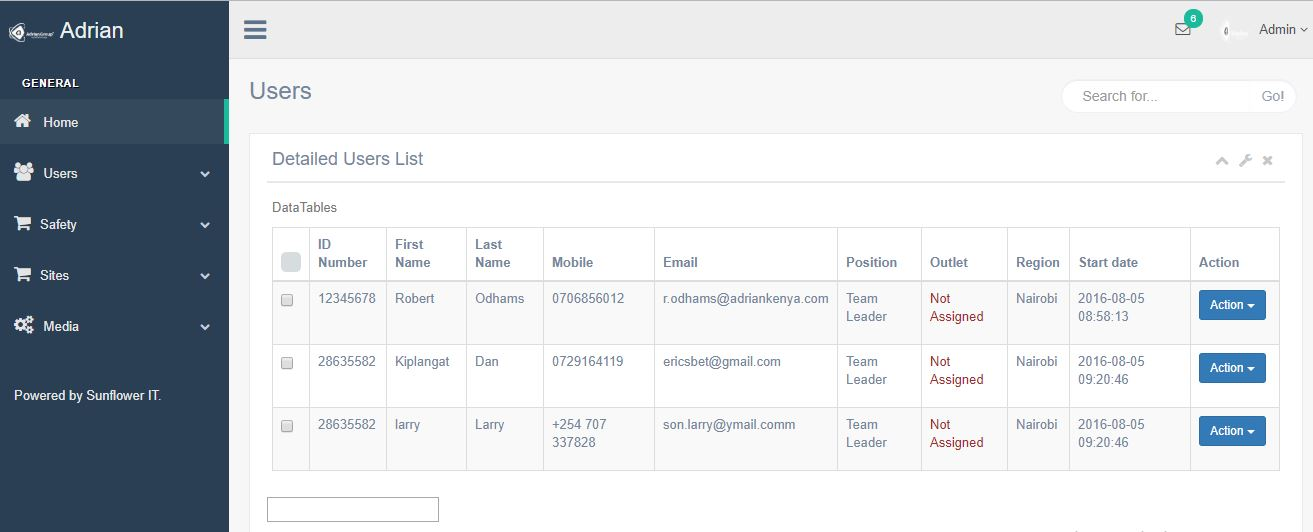 Adrian
6
Admin
GENERAL
Home
Users
Safety
Sites
Media
Powered by Sunflower IT.
Users
Search for... Go!
Detailed Users List
DataTables
ID Number First Name Last Name Mobile Email Position Outlet Region Start date Action
12345678 Robert Odhams 0706856012 r.odhams@adriankenya.com Team Leader Not Assigned Nairobi 2016-08-05 08:58:13 Action
28635582 Kiplangat Dan 0729164119 ericsbet@gmail.com Team Leader Not Assigned Nairobi 2016-08-05 09:20:46 Action
28635582 larry Larry +254 707 337828 son.larry@ymail.comm Team Leader Not Assigned Nairobi 2016-08-05 09:20:46 Action